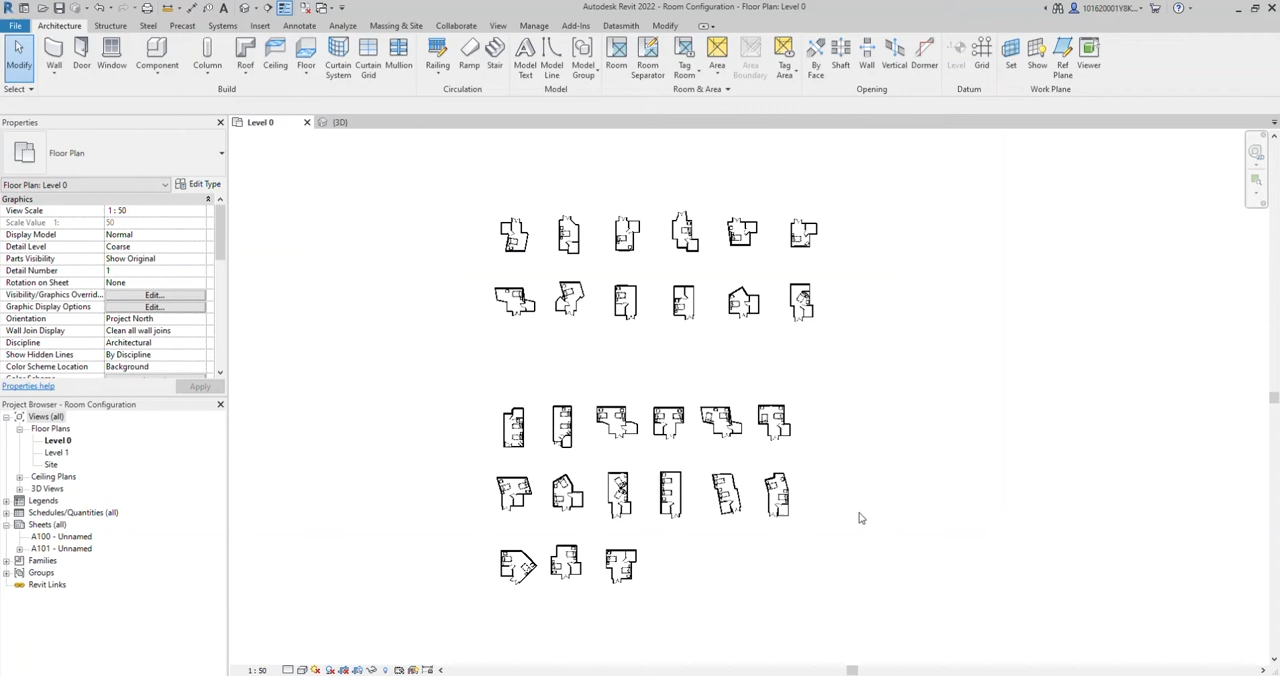 Autodesk Revit 2022 - Room Configuration - Floor Plan: Level 0
101620001Y8K...
File Architecture Structure Steel Precast Systems Insert Annotate Analyze Massing & Site Collaborate View Manage Add-Ins Datasmith Modify
Modify Wall Door Window Component Column Roof Ceiling Floor Curtain System Curtain Grid Mullion Railing Ramp Stair Model Text Model Line Model Group Room Room Separator Tag Room Area Area Boundary Tag Area By Face Shaft Wall Vertical Dormer Level Grid Set Show Ref Plane Viewer
Select Build Circulation Model Room & Area Opening Datum Work Plane
Properties
Level 0
(3D)
Floor Plan
Floor Plan: Level 0 Edit Type
Graphics
View Scale 1 : 50
Scale Value 1: 50
Display Model Normal
Detail Level Coarse
Parts Visibility Show Original
Detail Number 1
Rotation on Sheet None
Visibility/Graphics Overrid... Edit...
Graphic Display Options Edit...
Orientation Project North
Wall Join Display Clean all wall joins
Discipline Architectural
Show Hidden Lines By Discipline
Color Scheme Location Background
Properties help Apply
Project Browser - Room Configuration
Views (all)
Floor Plans
Level 0
Level 1
Site
Ceiling Plans
3D Views
Legends
Schedules/Quantities (all)
Sheets (all)
A100 - Unnamed
A101 - Unnamed
Families
Groups
Revit Links
1 : 50